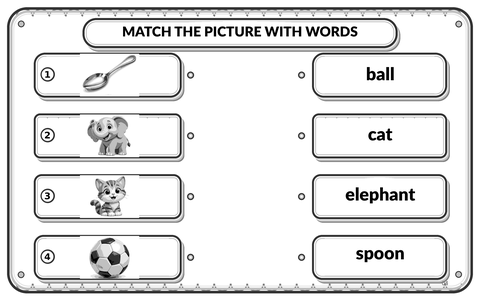 MATCH THE PICTURE WITH WORDS
1 ball
2 cat
3 elephant
4 spoon